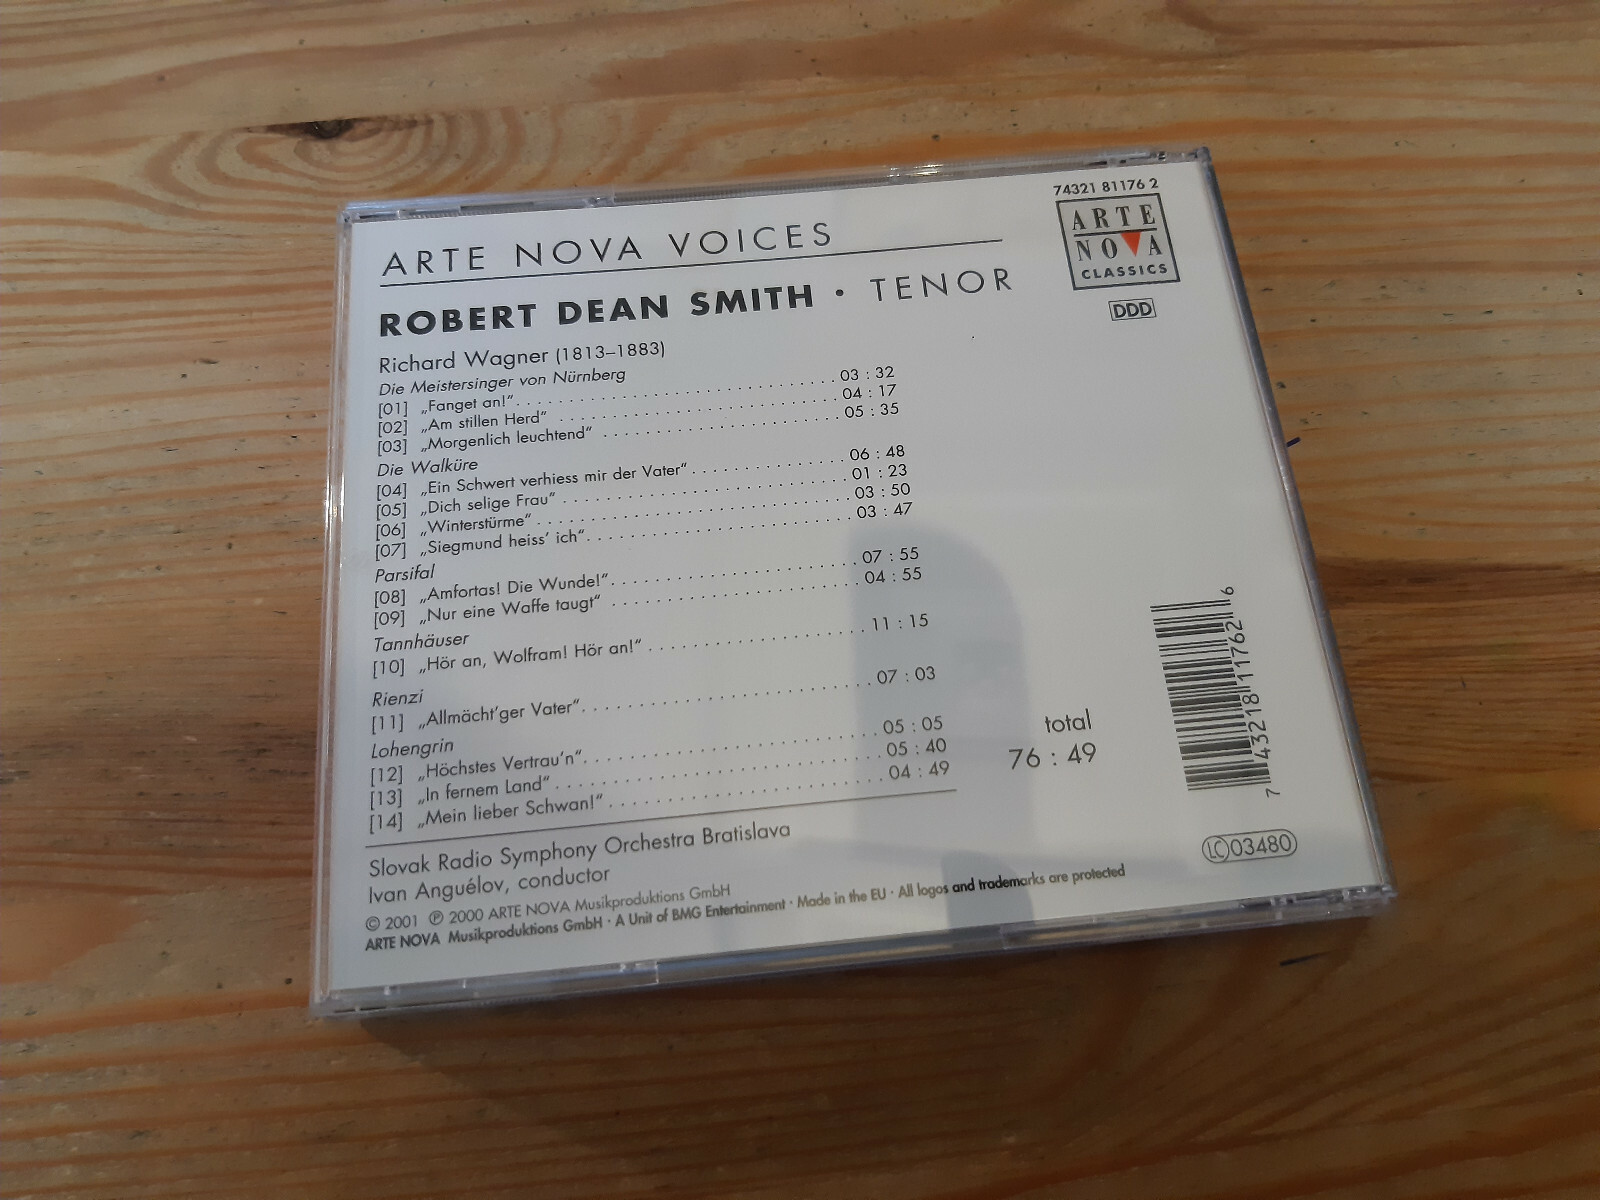 74321 81176 2
ARTE
NOVA
CLASSICS
DDD
ARTE NOVA VOICES
ROBERT DEAN SMITH · TENOR
Richard Wagner (1813–1883)
Die Meistersinger von Nürnberg
[01] „Fanget an!“ . . . . . . . . . . 03 : 32
[02] „Am stillen Herd“ . . . . . . . . . . 04 : 17
[03] „Morgenlich leuchtend“ . . . . . . . . . . 05 : 35
Die Walküre
[04] „Ein Schwert verhiess mir der Vater“ . . . . . . . . . . 06 : 48
[05] „Dich selige Frau“ . . . . . . . . . . 01 : 23
[06] „Winterstürme“ . . . . . . . . . . 03 : 50
[07] „Siegmund heiss’ ich“ . . . . . . . . . . 03 : 47
Parsifal
[08] „Amfortas! Die Wunde!“ . . . . . . . . . . 07 : 55
[09] „Nur eine Waffe taugt“ . . . . . . . . . . 04 : 55
Tannhäuser
[10] „Hör an, Wolfram! Hör an!“ . . . . . . . . . . 11 : 15
Rienzi
[11] „Allmächt’ger Vater“ . . . . . . . . . . 07 : 03
Lohengrin
[12] „Höchstes Vertrau’n“ . . . . . . . . . . 05 : 05
[13] „In fernem Land“ . . . . . . . . . . 05 : 40
[14] „Mein lieber Schwan!“ . . . . . . . . . . 04 : 49
total
76 : 49
Slovak Radio Symphony Orchestra Bratislava
Ivan Anguélov, conductor
© 2001 ℗ 2000 ARTE NOVA Musikproduktions GmbH
ARTE NOVA Musikproduktions GmbH · A Unit of BMG Entertainment · Made in the EU · All logos and trademarks are protected
7 43218 11762 6
LC 03480